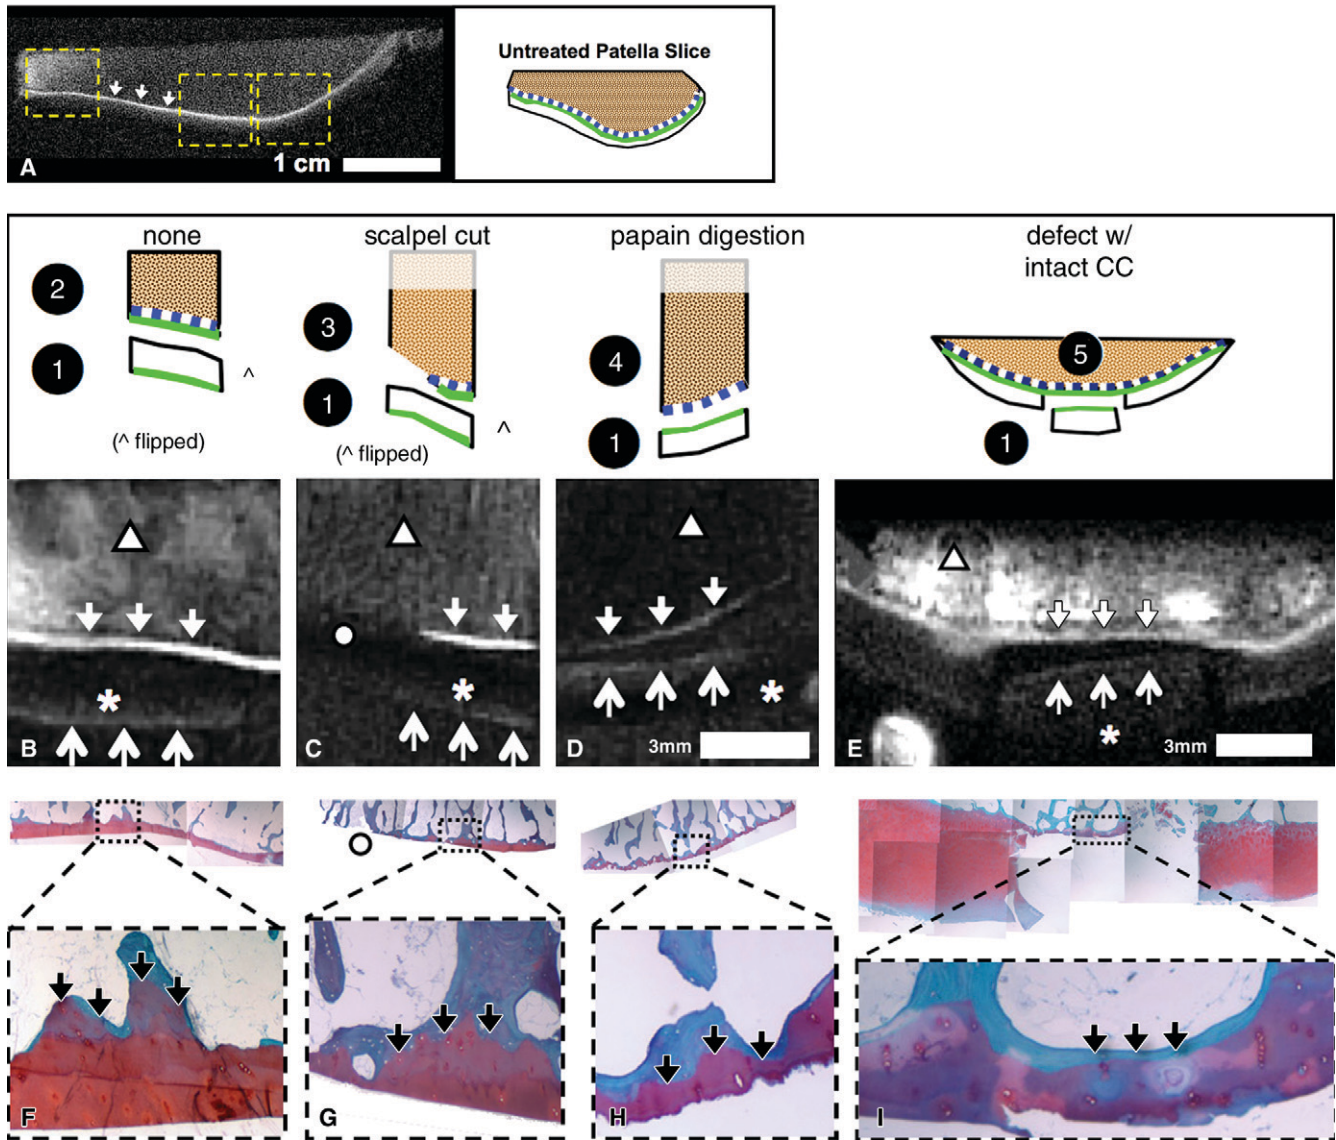 Untreated Patella Slice
1 cm
A
none
scalpel cut
papain digestion
defect w/
intact CC
2
1
^
(^ flipped)
3
1
^
(^ flipped)
4
1
5
1
B
C
D
3mm
E
3mm
*
*
*
*
F
G
H
I